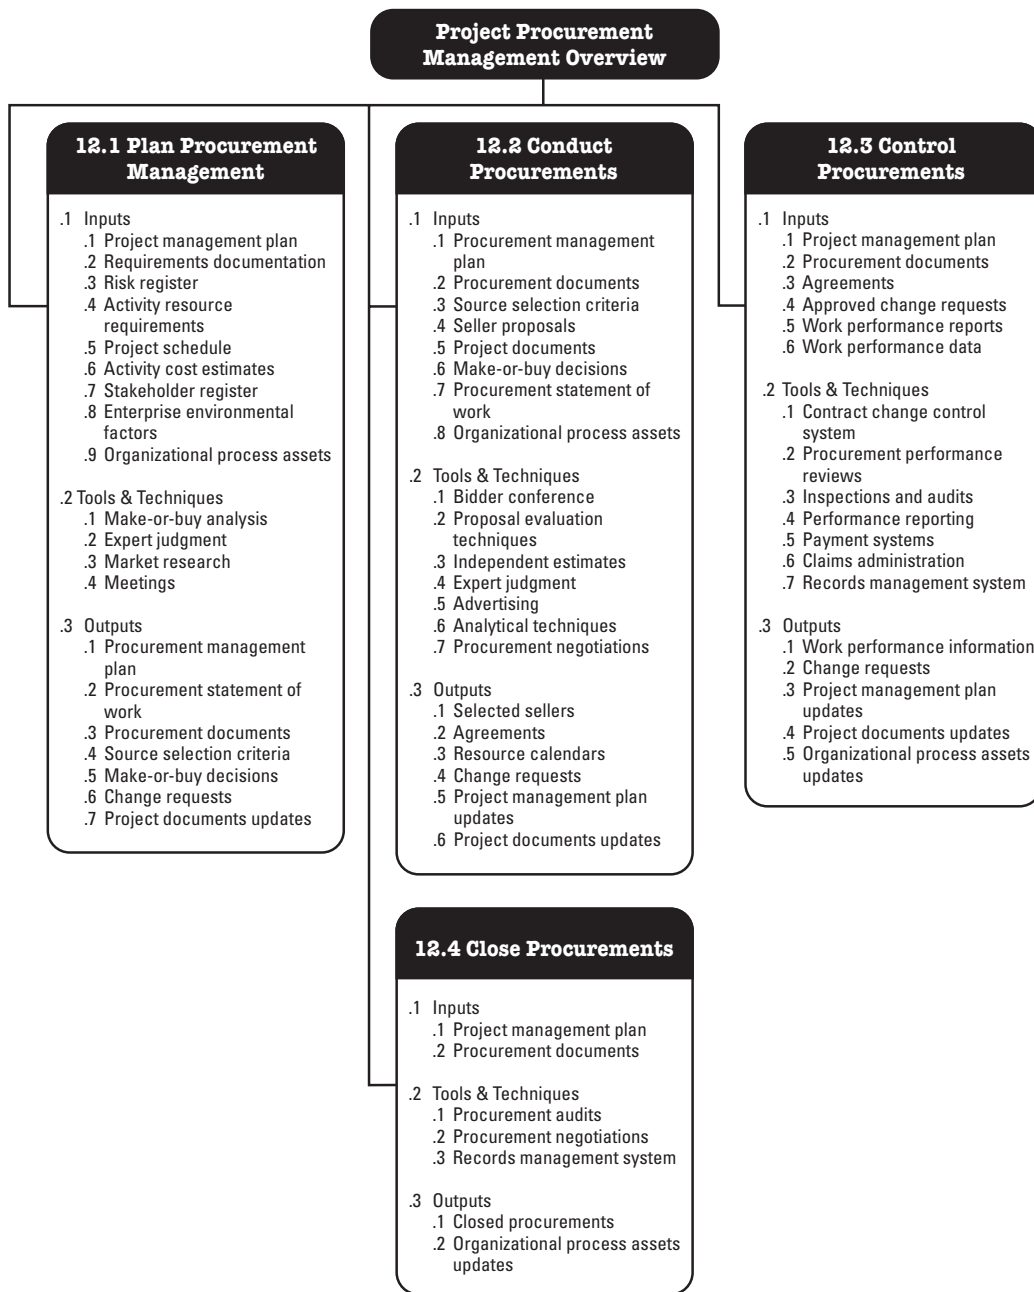 Project Procurement
Management Overview
12.1 Plan Procurement
Management
.1 Inputs
.1 Project management plan
.2 Requirements documentation
.3 Risk register
.4 Activity resource
requirements
.5 Project schedule
.6 Activity cost estimates
.7 Stakeholder register
.8 Enterprise environmental
factors
.9 Organizational process assets
.2 Tools & Techniques
.1 Make-or-buy analysis
.2 Expert judgment
.3 Market research
.4 Meetings
.3 Outputs
.1 Procurement management
plan
.2 Procurement statement of
work
.3 Procurement documents
.4 Source selection criteria
.5 Make-or-buy decisions
.6 Change requests
.7 Project documents updates
12.2 Conduct
Procurements
.1 Inputs
.1 Procurement management
plan
.2 Procurement documents
.3 Source selection criteria
.4 Seller proposals
.5 Project documents
.6 Make-or-buy decisions
.7 Procurement statement of
work
.8 Organizational process assets
.2 Tools & Techniques
.1 Bidder conference
.2 Proposal evaluation
techniques
.3 Independent estimates
.4 Expert judgment
.5 Advertising
.6 Analytical techniques
.7 Procurement negotiations
.3 Outputs
.1 Selected sellers
.2 Agreements
.3 Resource calendars
.4 Change requests
.5 Project management plan
updates
.6 Project documents updates
12.3 Control
Procurements
.1 Inputs
.1 Project management plan
.2 Procurement documents
.3 Agreements
.4 Approved change requests
.5 Work performance reports
.6 Work performance data
.2 Tools & Techniques
.1 Contract change control
system
.2 Procurement performance
reviews
.3 Inspections and audits
.4 Performance reporting
.5 Payment systems
.6 Claims administration
.7 Records management system
.3 Outputs
.1 Work performance information
.2 Change requests
.3 Project management plan
updates
.4 Project documents updates
.5 Organizational process assets
updates
12.4 Close Procurements
.1 Inputs
.1 Project management plan
.2 Procurement documents
.2 Tools & Techniques
.1 Procurement audits
.2 Procurement negotiations
.3 Records management system
.3 Outputs
.1 Closed procurements
.2 Organizational process assets
updates